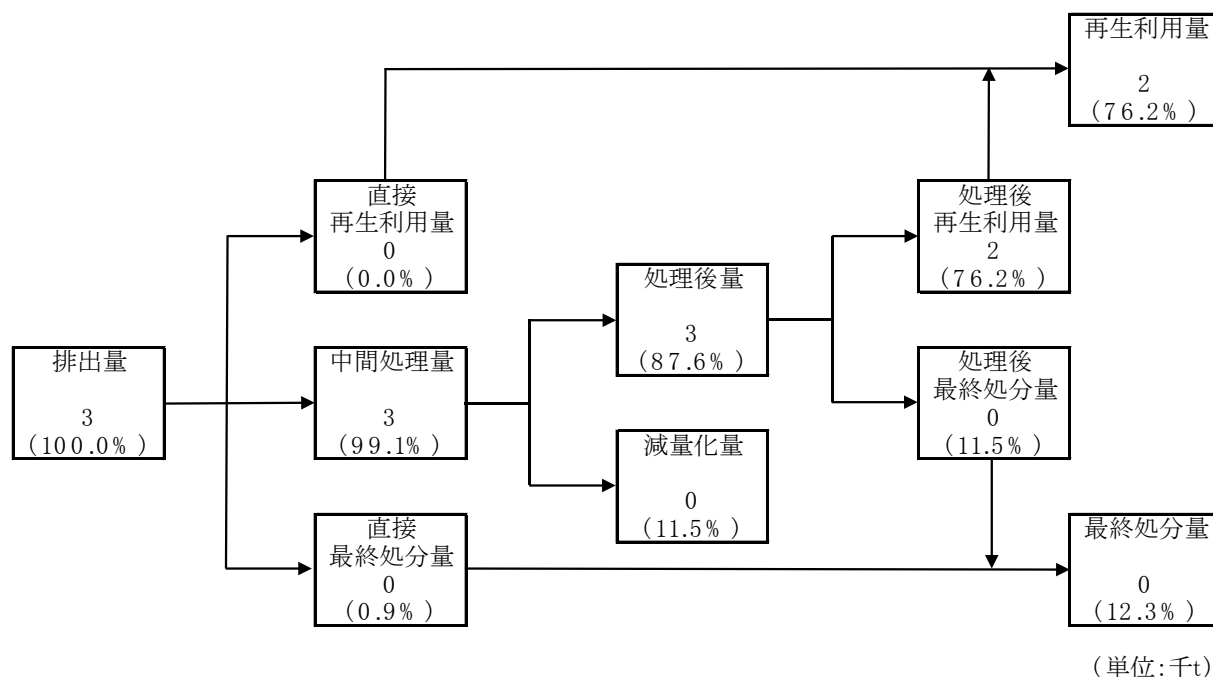 再生利用量
2
(76.2%)
直接
再生利用量
0
(0.0%)
処理後
再生利用量
2
(76.2%)
処理後量
3
(87.6%)
排出量
3
(100.0%)
中間処理量
3
(99.1%)
処理後
最終処分量
0
(11.5%)
減量化量
0
(11.5%)
直接
最終処分量
0
(0.9%)
最終処分量
0
(12.3%)
(単位:千t)